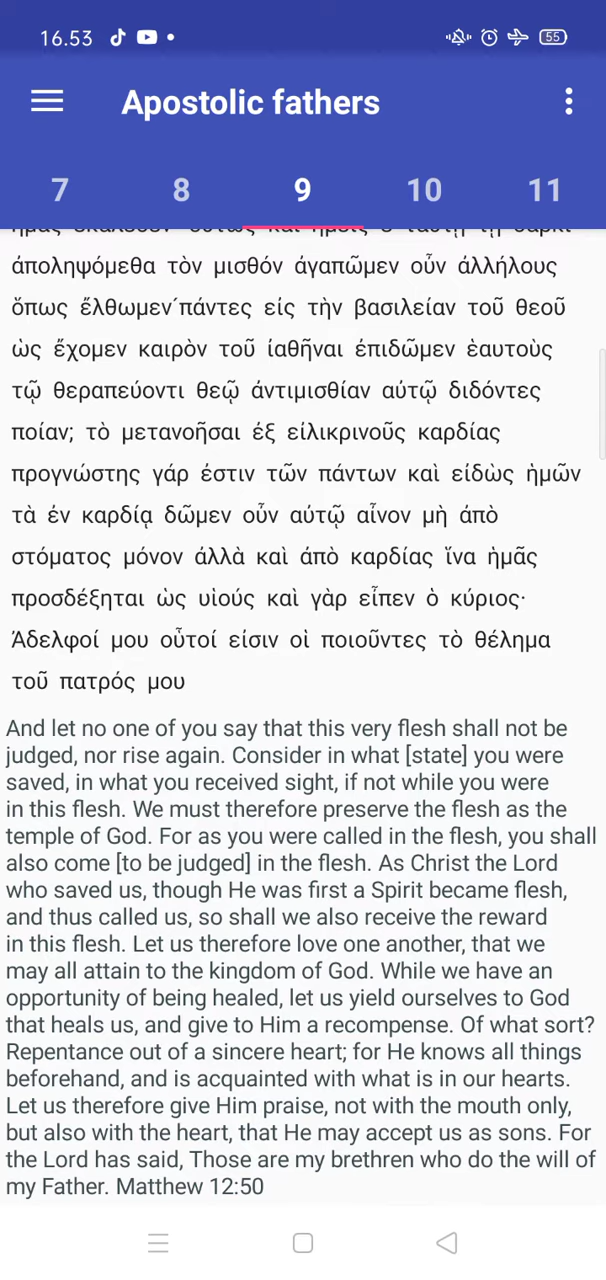 16.53
55
Apostolic fathers
7 8 9 10 11
ἡμᾶς ἐκάλεσεν οὕτως καὶ ἡμεῖς ἐ ταύτῃ τῇ σαρκὶ
ἀποληψόμεθα τὸν μισθόν ἀγαπῶμεν οὖν ἀλλήλους
ὅπως ἔλθωμεν´πάντες εἰς τὴν βασιλείαν τοῦ θεοῦ
ὡς ἔχομεν καιρὸν τοῦ ἰαθῆναι ἐπιδῶμεν ἑαυτοὺς
τῷ θεραπεύοντι θεῷ ἀντιμισθίαν αὐτῷ διδόντες
ποίαν; τὸ μετανοῆσαι ἐξ εἰλικρινοῦς καρδίας
προγνώστης γάρ ἐστιν τῶν πάντων καὶ εἰδὼς ἡμῶν
τὰ ἐν καρδίᾳ δῶμεν οὖν αὐτῷ αἶνον μὴ ἀπὸ
στόματος μόνον ἀλλὰ καὶ ἀπὸ καρδίας ἵνα ἡμᾶς
προσδέξηται ὡς υἱούς καὶ γὰρ εἶπεν ὁ κύριος·
Ἀδελφοί μου οὗτοί εἰσιν οἱ ποιοῦντες τὸ θέλημα
τοῦ πατρός μου
And let no one of you say that this very flesh shall not be
judged, nor rise again. Consider in what [state] you were
saved, in what you received sight, if not while you were
in this flesh. We must therefore preserve the flesh as the
temple of God. For as you were called in the flesh, you shall
also come [to be judged] in the flesh. As Christ the Lord
who saved us, though He was first a Spirit became flesh,
and thus called us, so shall we also receive the reward
in this flesh. Let us therefore love one another, that we
may all attain to the kingdom of God. While we have an
opportunity of being healed, let us yield ourselves to God
that heals us, and give to Him a recompense. Of what sort?
Repentance out of a sincere heart; for He knows all things
beforehand, and is acquainted with what is in our hearts.
Let us therefore give Him praise, not with the mouth only,
but also with the heart, that He may accept us as sons. For
the Lord has said, Those are my brethren who do the will of
my Father. Matthew 12:50